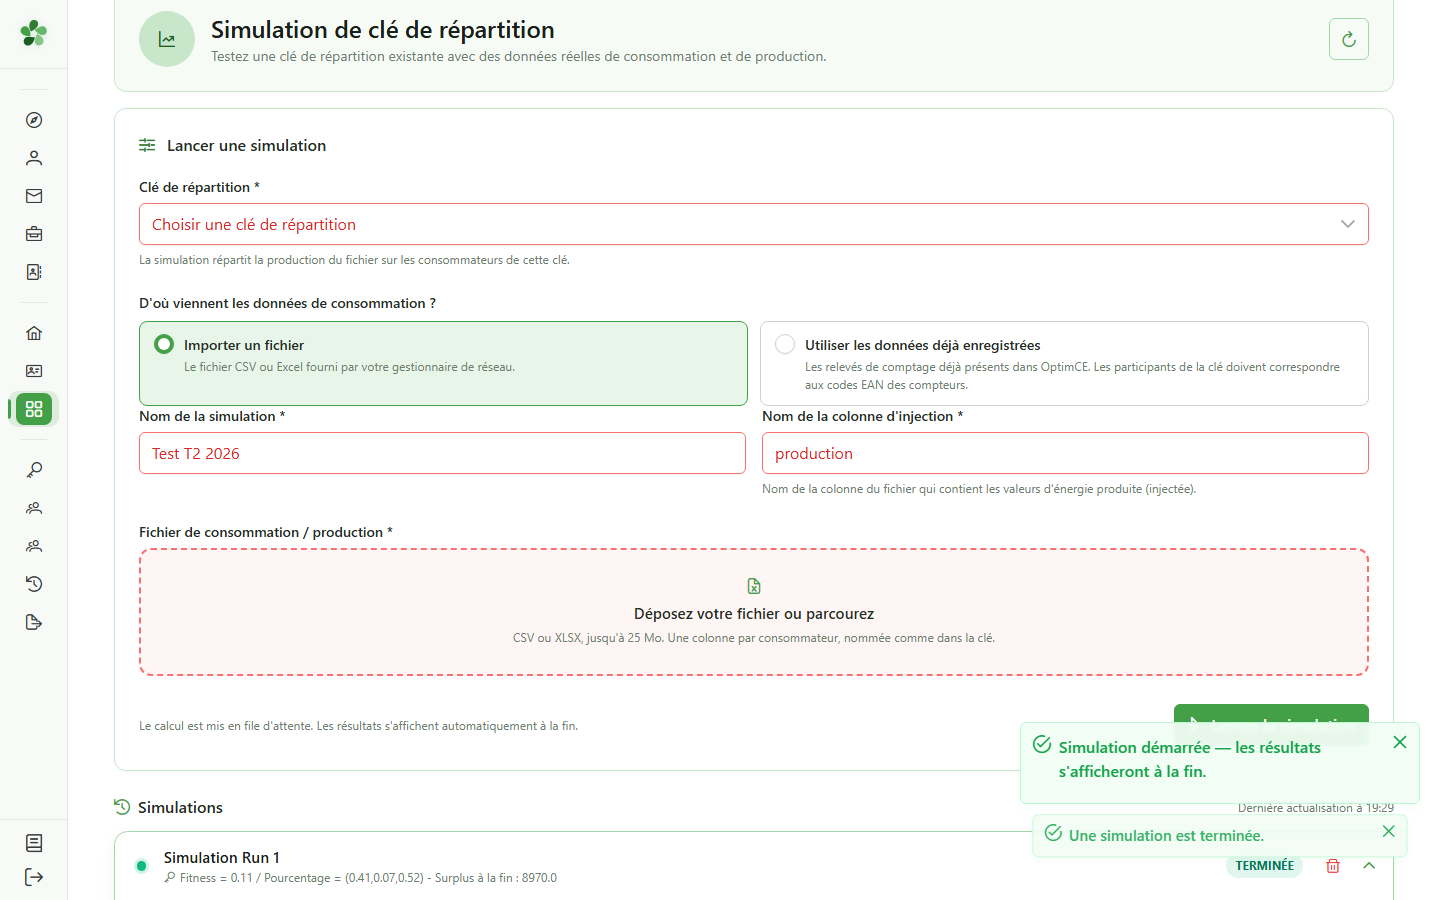 Simulation de clé de répartition
Testez une clé de répartition existante avec des données réelles de consommation et de production.
Lancer une simulation
Clé de répartition *
Choisir une clé de répartition
La simulation répartit la production du fichier sur les consommateurs de cette clé.
D'où viennent les données de consommation ?
Importer un fichier
Le fichier CSV ou Excel fourni par votre gestionnaire de réseau.
Utiliser les données déjà enregistrées
Les relevés de comptage déjà présents dans OptimCE. Les participants de la clé doivent correspondre
aux codes EAN des compteurs.
Nom de la simulation *
Test T2 2026
Nom de la colonne d'injection *
production
Nom de la colonne du fichier qui contient les valeurs d'énergie produite (injectée).
Fichier de consommation / production *
Déposez votre fichier ou parcourez
CSV ou XLSX, jusqu'à 25 Mo. Une colonne par consommateur, nommée comme dans la clé.
Le calcul est mis en file d'attente. Les résultats s'affichent automatiquement à la fin.
Simulation démarrée — les résultats
s'afficheront à la fin.
Simulations
Dernière actualisation à 19:29
Une simulation est terminée.
Simulation Run 1
Fitness = 0.11 / Pourcentage = (0.41,0.07,0.52) - Surplus à la fin : 8970.0
TERMINÉE